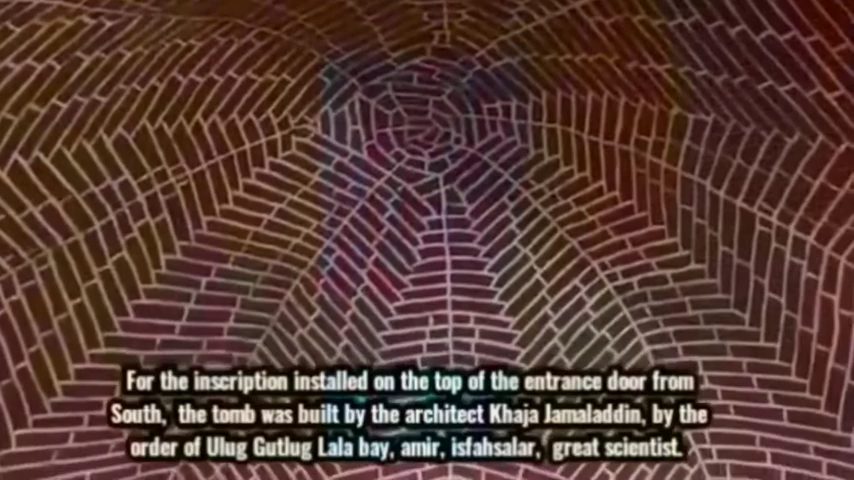 For the inscription installed on the top of the entrance door from
South, the tomb was built by the architect Khaja Jamaladdin, by the
order of Ulug Gutlug Lala bay, amir, isfahsalar, great scientist.